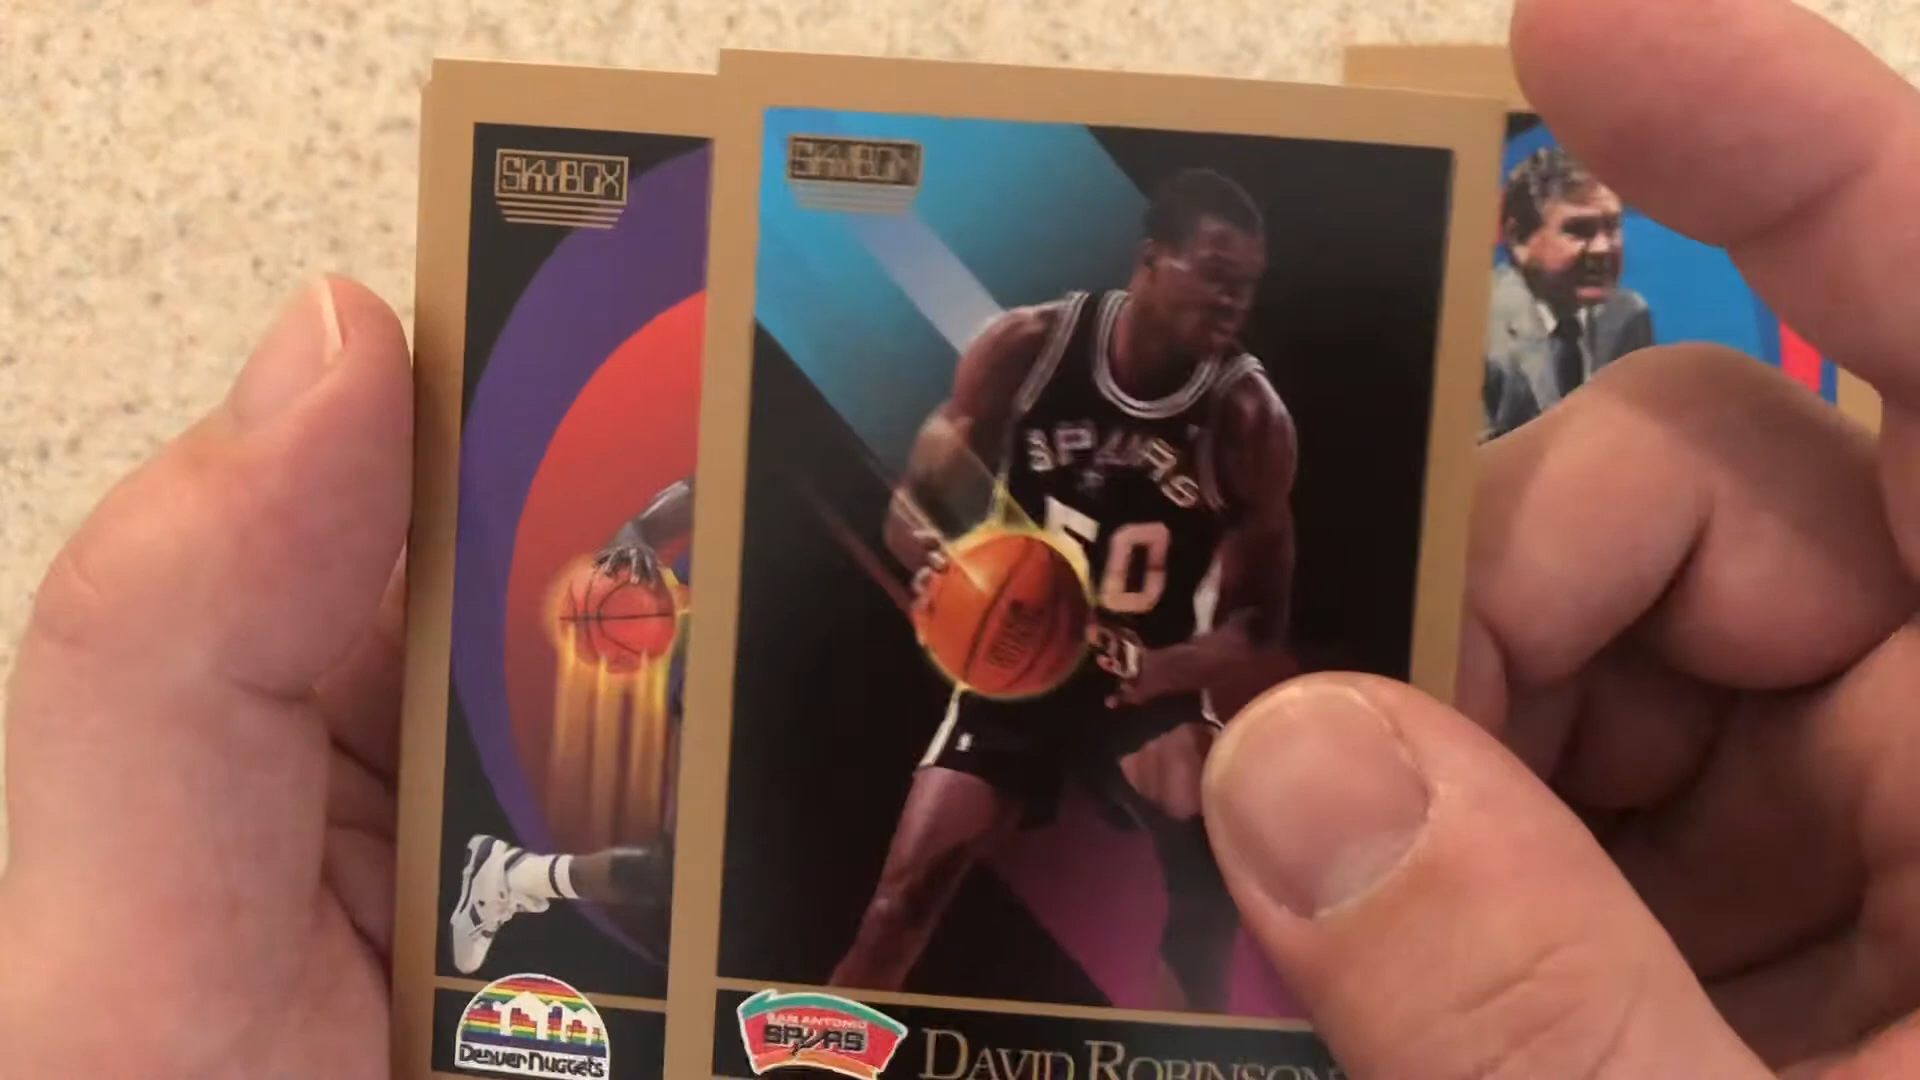 SKYBOX
SKYBOX
SPURS
50
Denver Nuggets
SAN ANTONIO
SPURS
DAVID ROBINSON